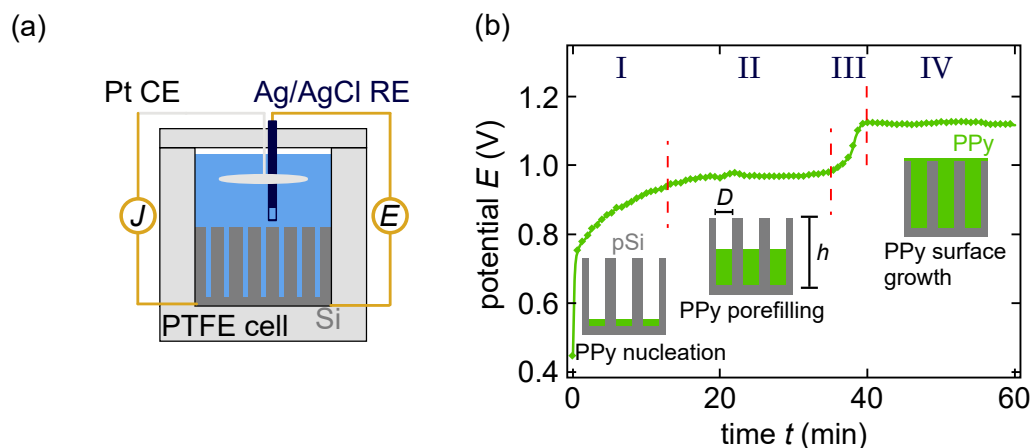 (a)
Pt CE
Ag/AgCl RE
J
E
Si
PTFE cell
(b)
I
II
III
IV
potential E (V)
1.2
1.0
0.8
0.6
0.4
0
20
40
60
time t (min)
pSi
PPy nucleation
D
h
PPy porefilling
PPy
PPy surface
growth